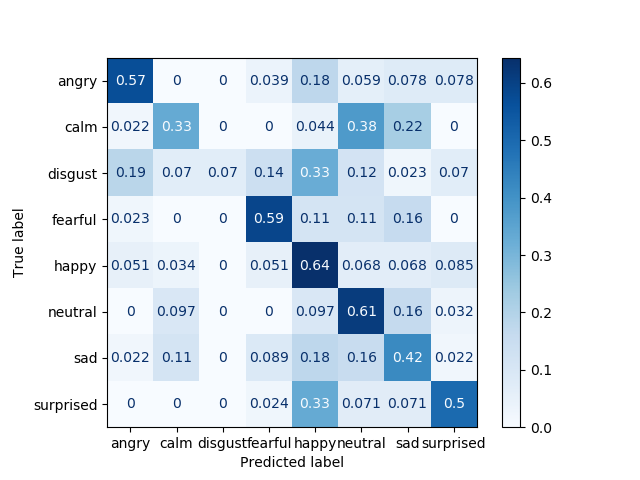 angry 0.57 0 0 0.039 0.18 0.059 0.078 0.078
calm 0.022 0.33 0 0 0.044 0.38 0.22 0
disgust 0.19 0.07 0.07 0.14 0.33 0.12 0.023 0.07
fearful 0.023 0 0 0.59 0.11 0.11 0.16 0
happy 0.051 0.034 0 0.051 0.64 0.068 0.068 0.085
neutral 0 0.097 0 0 0.097 0.61 0.16 0.032
sad 0.022 0.11 0 0.089 0.18 0.16 0.42 0.022
surprised 0 0 0 0.024 0.33 0.071 0.071 0.5
angry calm disgust fearful happy neutral sad surprised
Predicted label
True label
0.6
0.5
0.4
0.3
0.2
0.1
0.0